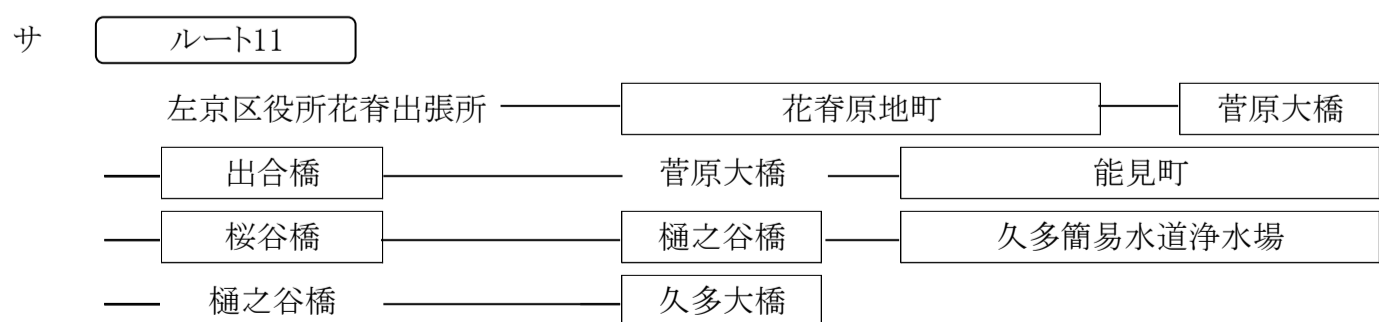 サ ルート11
左京区役所花脊出張所 花脊原地町 菅原大橋
出合橋 菅原大橋 能見町
桜谷橋 樋之谷橋 久多簡易水道浄水場
樋之谷橋 久多大橋